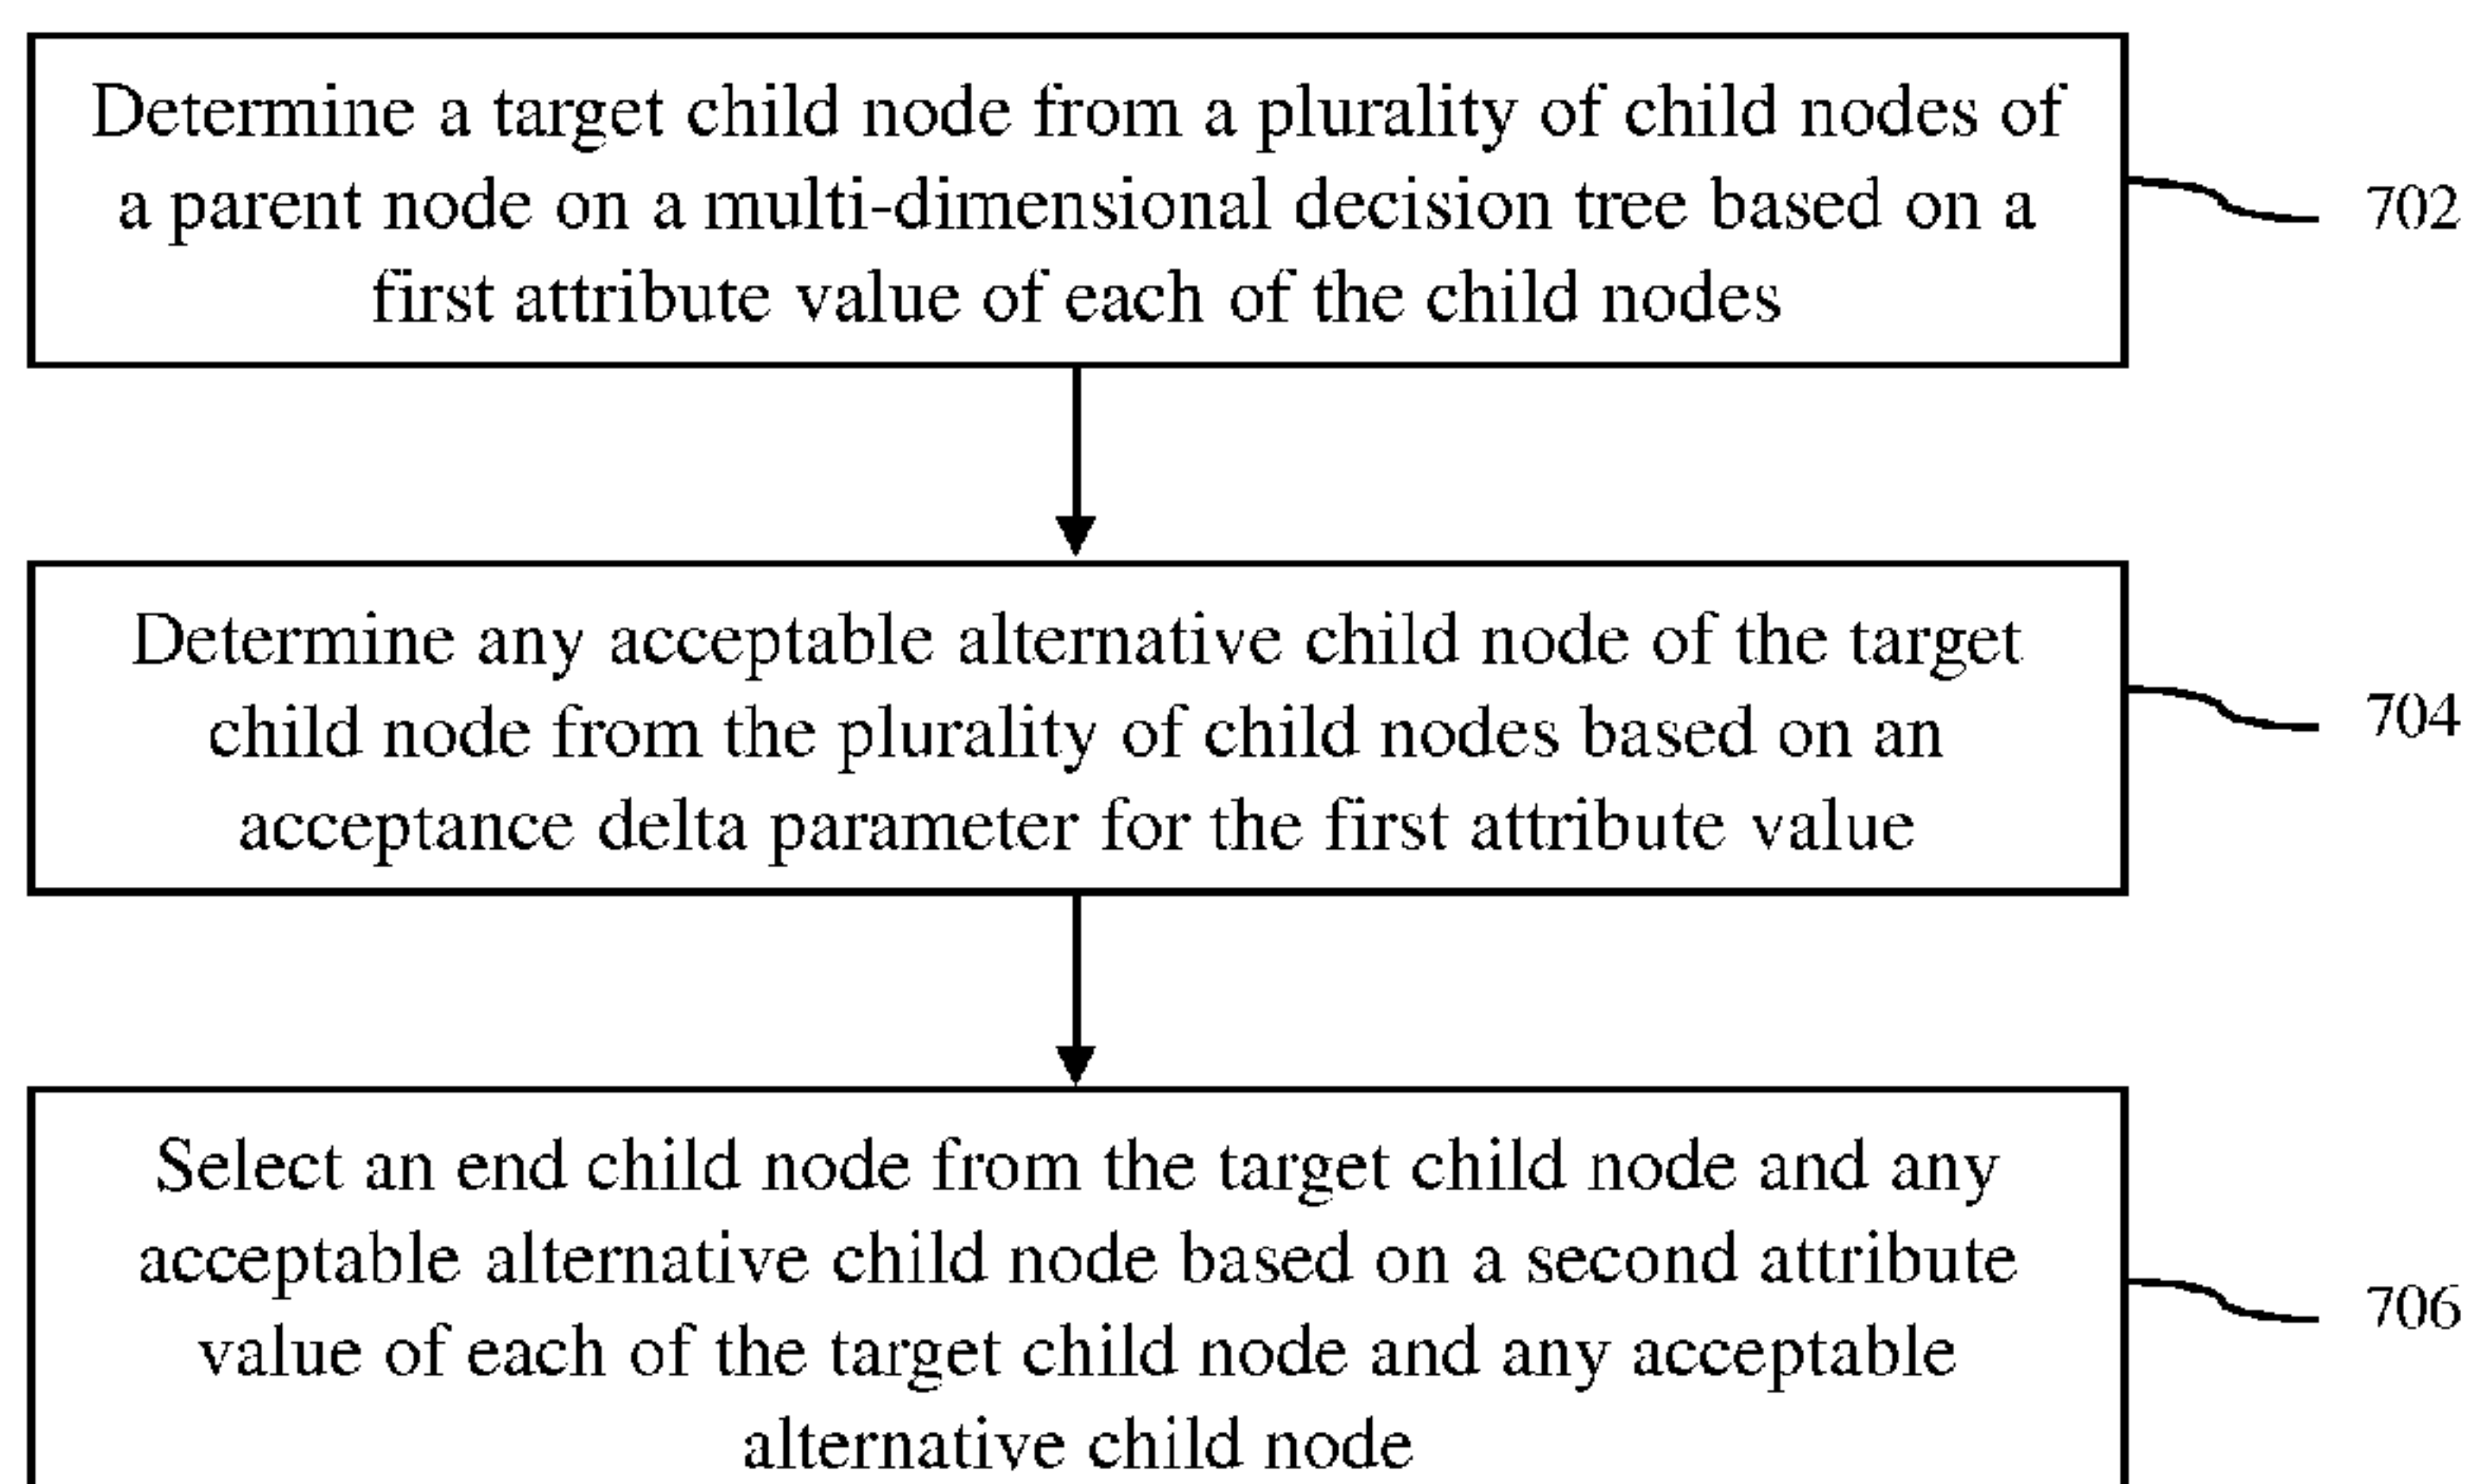 Determine a target child node from a plurality of child nodes of
a parent node on a multi-dimensional decision tree based on a
first attribute value of each of the child nodes
702
Determine any acceptable alternative child node of the target
child node from the plurality of child nodes based on an
acceptance delta parameter for the first attribute value
704
Select an end child node from the target child node and any
acceptable alternative child node based on a second attribute
value of each of the target child node and any acceptable
alternative child node
706